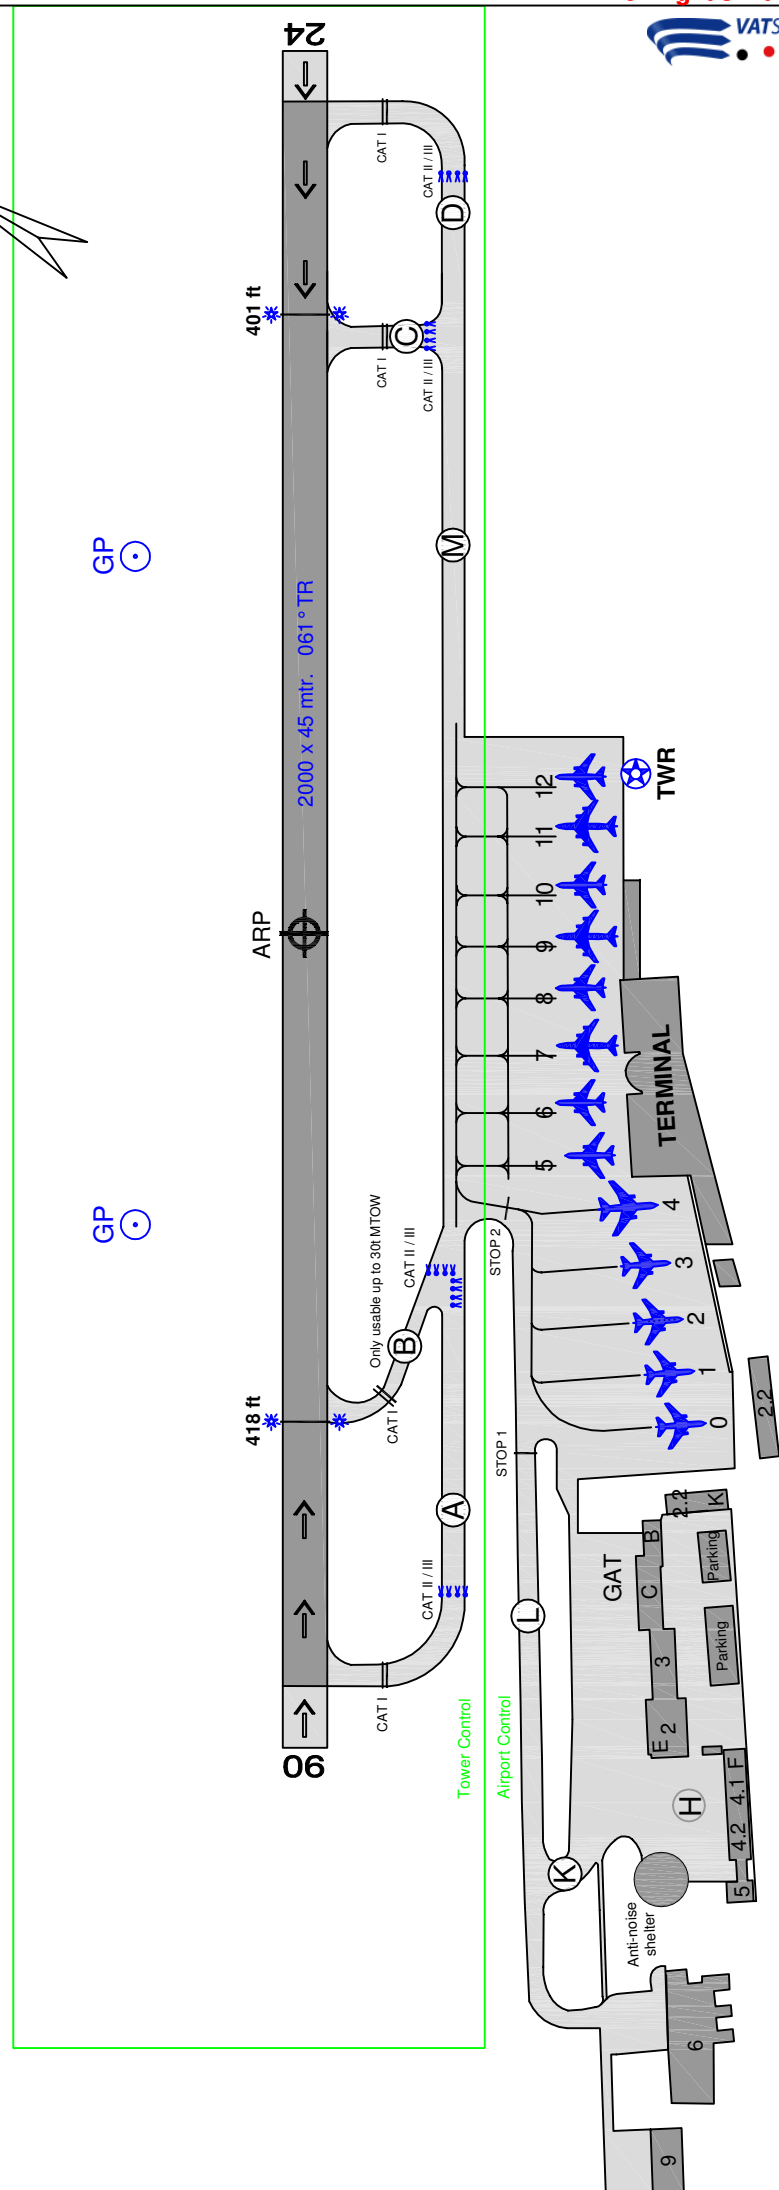 VATS
24
CAT I
CAT II / III
D
401 ft
C
CAT I
CAT II / III
GP
M
2000 x 45 mtr. 061° TR
12
TWR
11
ARP
10
9
8
7
TERMINAL
6
5
4
GP
Only usable up to 30t MTOW
CAT II / III
STOP 2
3
2
B
1
2.2
418 ft
CAT I
0
STOP 1
A
2.2
K
B
Parking
GAT
CAT II / III
C
L
Parking
3
CAT I
2
E
Tower Control
Airport Control
06
F
4.1
H
4.2
K
5
Anti-noise
shelter
6
9